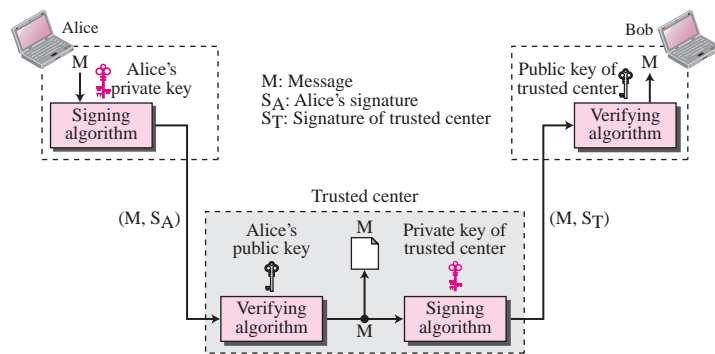 Alice
M
Alice's
private key
Signing
algorithm
M: Message
SA: Alice's signature
ST: Signature of trusted center
Bob
Public key of
trusted center
M
Verifying
algorithm
(M, SA)
Trusted center
(M, ST)
Alice's
public key
M
Private key of
trusted center
Verifying
algorithm
M
Signing
algorithm